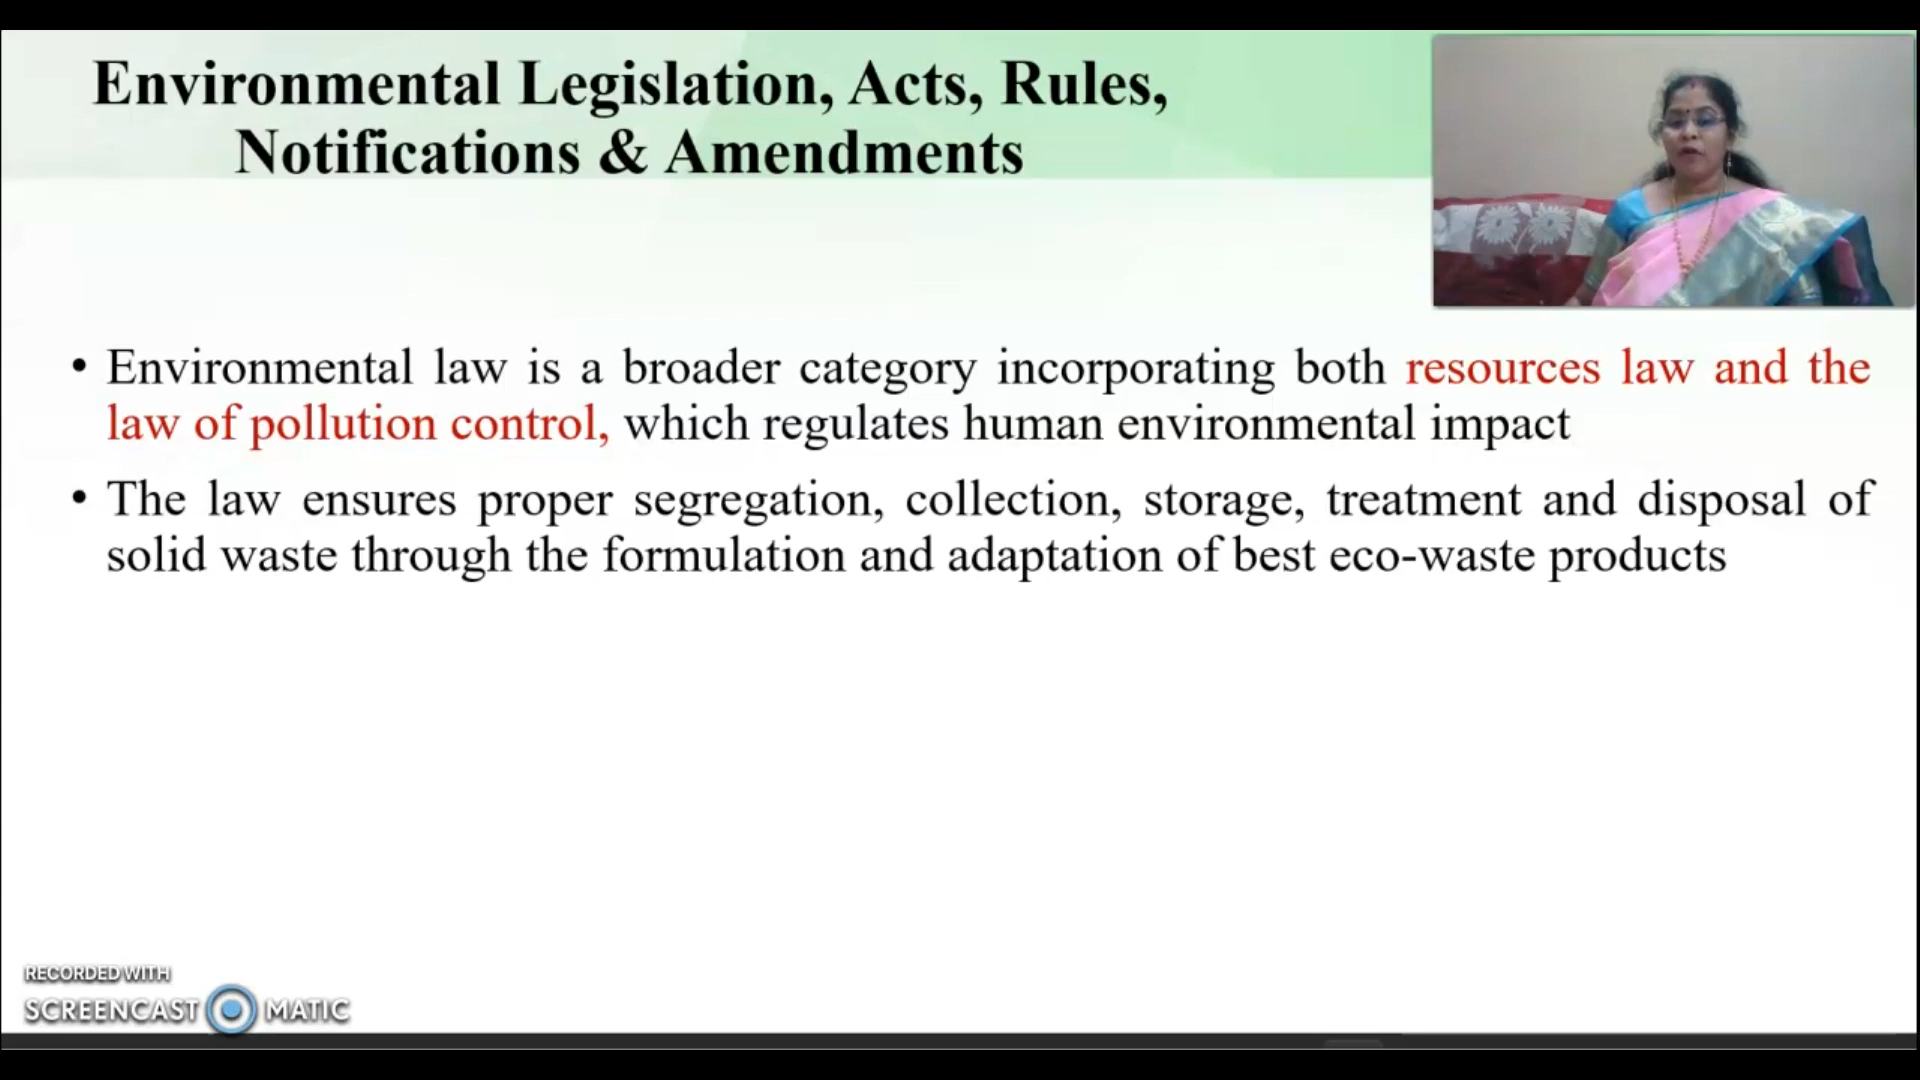 Environmental Legislation, Acts, Rules,
Notifications & Amendments
• Environmental law is a broader category incorporating both resources law and the
law of pollution control, which regulates human environmental impact
• The law ensures proper segregation, collection, storage, treatment and disposal of
solid waste through the formulation and adaptation of best eco-waste products
RECORDED WITH
SCREENCAST MATIC